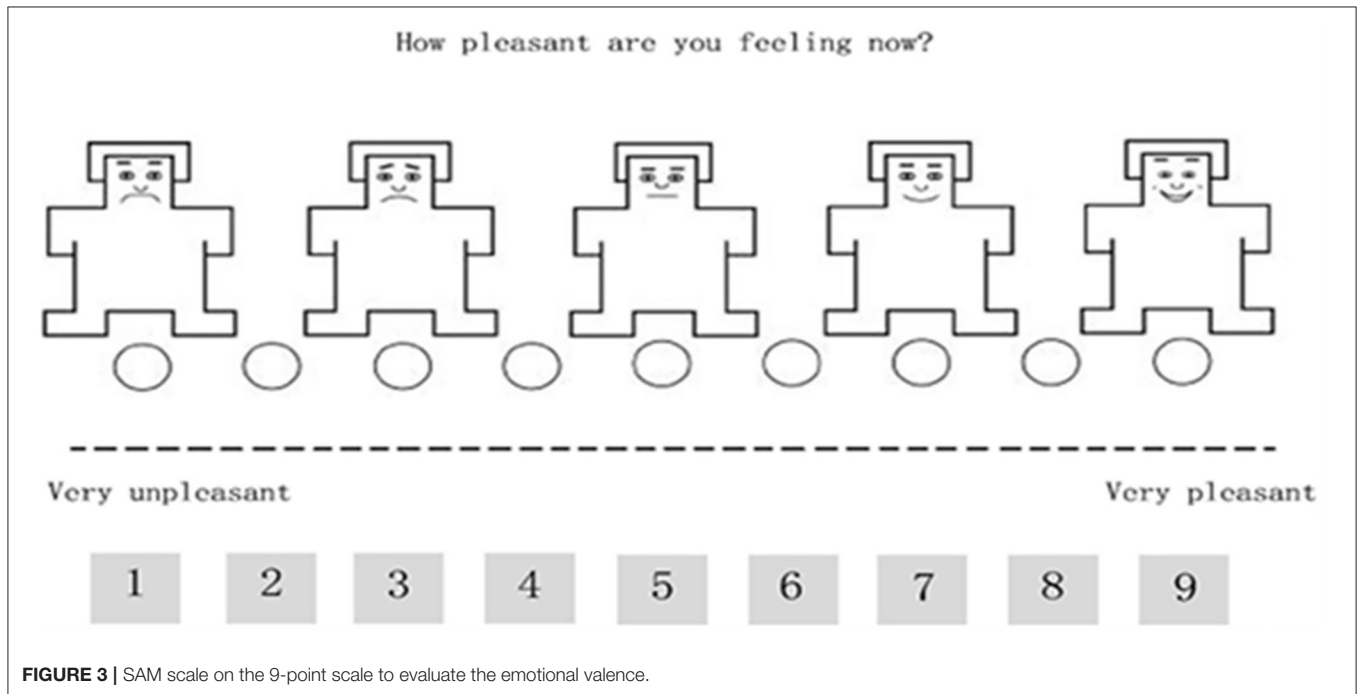 How pleasant are you feeling now?
Very unpleasant Very pleasant
1 2 3 4 5 6 7 8 9
FIGURE 3 | SAM scale on the 9-point scale to evaluate the emotional valence.